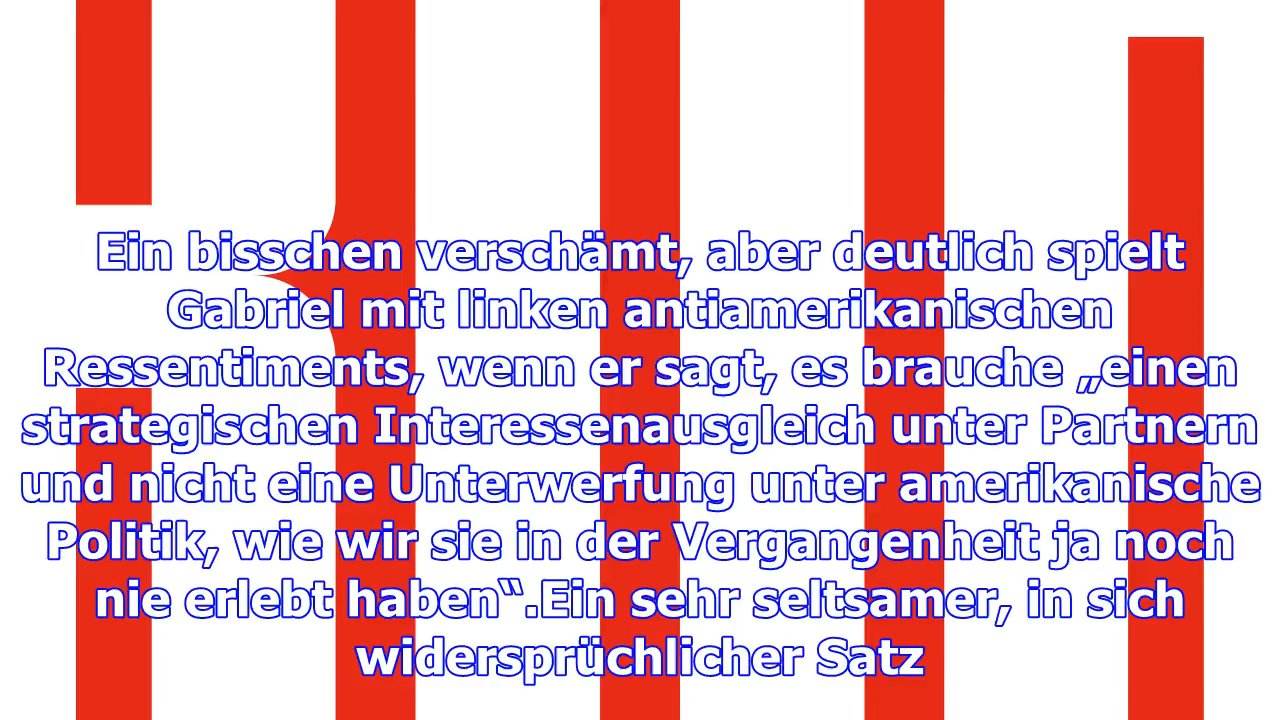 Ein bisschen verschämt, aber deutlich spielt
Gabriel mit linken antiamerikanischen
Ressentiments, wenn er sagt, es brauche „einen
strategischen Interessenausgleich unter Partnern
und nicht eine Unterwerfung unter amerikanische
Politik, wie wir sie in der Vergangenheit ja noch
nie erlebt haben“.Ein sehr seltsamer, in sich
widersprüchlicher Satz